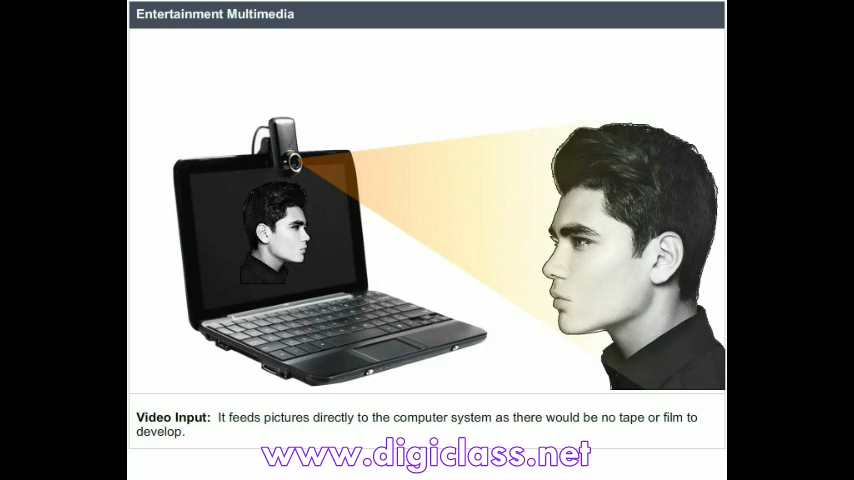 Entertainment Multimedia
Video Input: It feeds pictures directly to the computer system as there would be no tape or film to
develop.
www.digiclass.net